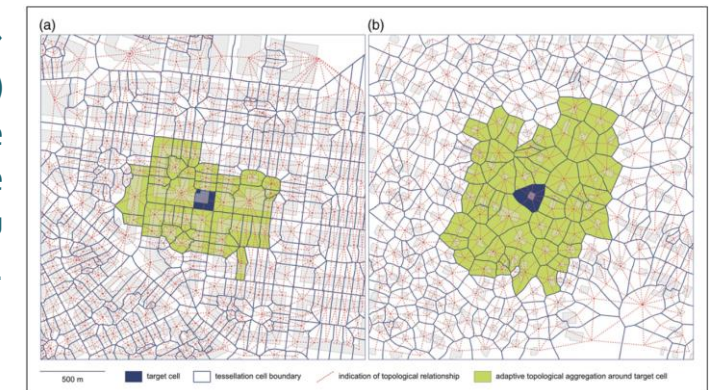 (a)
(b)
500 m
target cell
tessellation cell boundary
indication of topological relationship
adaptive topological aggregation around target cell